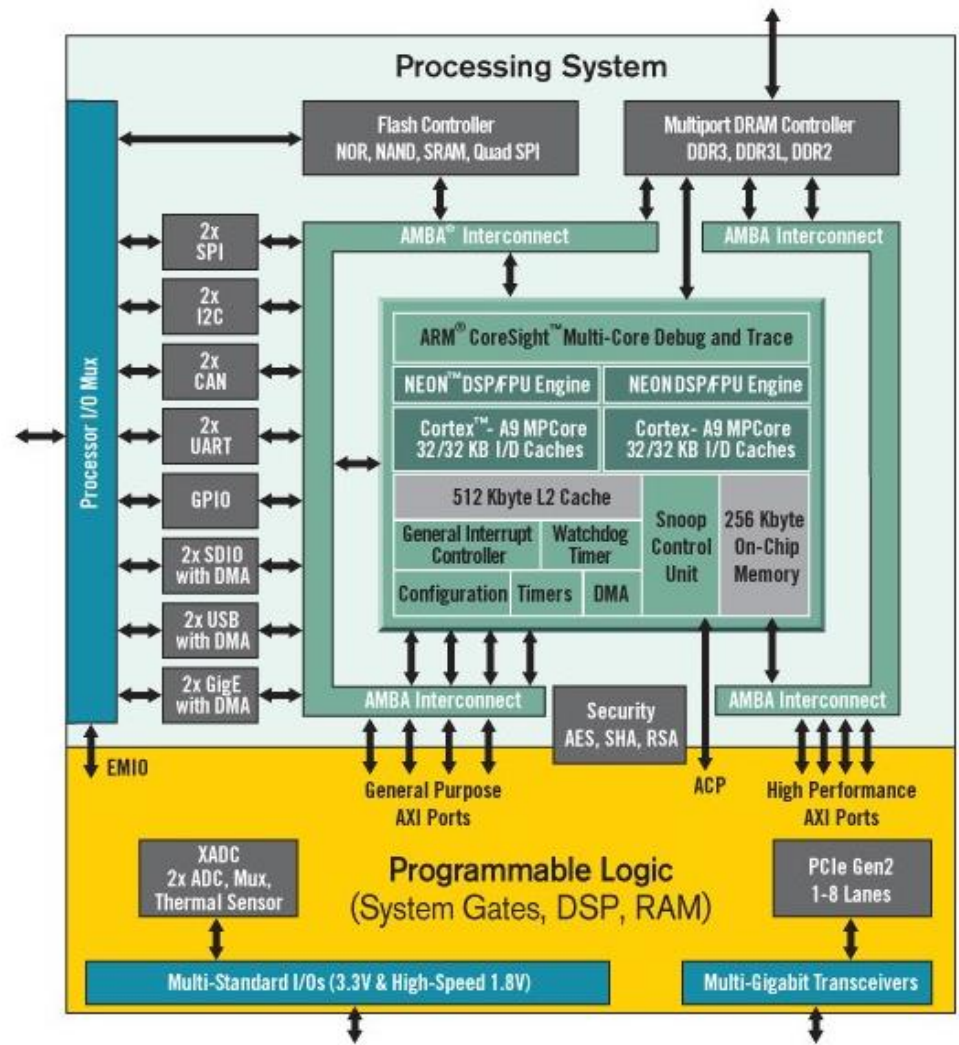 Processing System
Flash Controller
NOR, NAND, SRAM, Quad SPI
Multiport DRAM Controller
DDR3, DDR3L, DDR2
AMBA® Interconnect
AMBA Interconnect
Processor I/O Mux
2x
SPI
2x
I2C
2x
CAN
2x
UART
GPIO
2x SDIO
with DMA
2x USB
with DMA
2x GigE
with DMA
ARM® CoreSight™ Multi-Core Debug and Trace
NEON™ DSP/FPU Engine
NEON DSP/FPU Engine
Cortex™- A9 MPCore
32/32 KB I/D Caches
Cortex- A9 MPCore
32/32 KB I/D Caches
512 Kbyte L2 Cache
General Interrupt
Controller
Watchdog
Timer
Configuration
Timers
DMA
Snoop
Control
Unit
256 Kbyte
On-Chip
Memory
AMBA Interconnect
Security
AES, SHA, RSA
AMBA Interconnect
EMIO
General Purpose
AXI Ports
ACP
High Performance
AXI Ports
XADC
2x ADC, Mux,
Thermal Sensor
Programmable Logic
(System Gates, DSP, RAM)
PCIe Gen2
1-8 Lanes
Multi-Standard I/Os (3.3V & High-Speed 1.8V)
Multi-Gigabit Transceivers